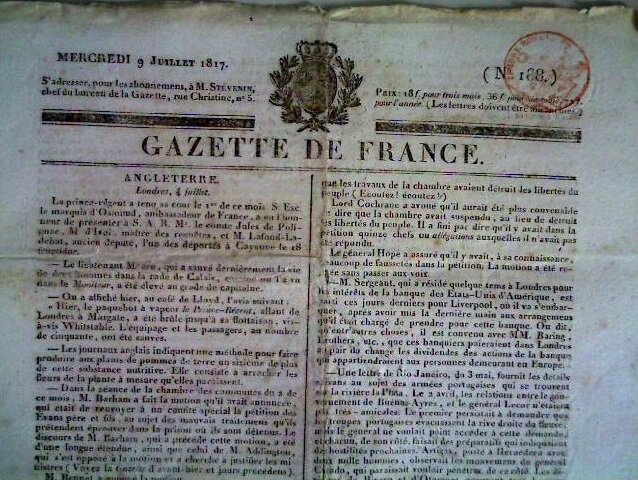 MERCREDI 9 JUILLET 1817.
(N° 188.)
S'adresser, pour les abonnemens, à M. STEVENIN,
chef du bureau de la Gazette, rue Christine, n° 5.
PRIX: 18 f. pour trois mois, 36 f.
pour l'année. (Les lettres doivent être
GAZETTE DE FRANCE.
ANGLETERRE.
Londres, 4 juillet.
Le prince-régent a tenu sa cour le 1er de ce mois. S. Exc.
le marquis d'Osmond, ambassadeur de France, a eu l'hon-
neur de présenter à S. A. R. Mr. le comte Jules de Poli-
gnac, M. maître des requêtes, et M. Lafond-La-
debat, ancien député, l'un des déportés à Cayenne au 18
fructidor.
— Le lieutenant qui a sauvé dernièrement la vie
de deux hommes dans la rade de Calais, comme on l'a vu
dans le Moniteur, a été élevé au grade de capitaine.
— On a affiché hier, au café de Lloyd, l'avis suivant:
« Hier, le paquebot à vapeur le Prince-Régent, allant de
Londres à Margate, a été brûlé jusqu'à sa flottaison, vis-
à-vis Whitstable. L'équipage et les passagers, au nombre de
cinquante, ont été sauvés.
— Les journaux anglais indiquent une méthode pour faire
produire aux plans de pommes de terre un sixième de plus
de cette substance nutritive. Elle consiste à arracher les
fleurs de la plante à mesure qu'elles paraissent.
— Dans la séance de la chambre des communes du 2 de
ce mois, M. Barham a fait la motion qu'il avait annoncée,
qui était de renvoyer à un comité spécial la pétition des
Evans père et fils, au sujet des mauvais traitemens qu'ils
prétendent éprouver dans la prison où ils sont détenus. Le
discours de M. Barham, qui a précédé cette motion, a été
d'une longue étendue, ainsi que celui de M. Addington,
qui s'est opposé à la motion et a cherché à justifier les mi-
nistres (Voyez la Gazette d'avant-hier et jours précédens)
M. Bennet a
que les travaux de la chambre avaient détruit les libertés du
peuple (Ecoutez! écoutez!)
Lord Cochrane a avoué qu'il aurait été plus convenable
de dire que la chambre avait suspendu, au lieu de détruit
les libertés du peuple. Il a fini par dire qu'il y avait dans la
pétition quinze chefs ou allégations auxquelles il n'avait pas
été répondu.
Le général Hope a assuré qu'il y avait, à sa connaissance,
beaucoup de faussetés dans la pétition. La motion a été re-
jetée sans passer aux voix.
— M. Sergeant, qui a résidé quelque tems à Londres pour
les intérêts de la banque des Etats-Unis d'Amérique, est
parti ces jours derniers pour Liverpool, où il va s'embar-
quer, après avoir mis la dernière main aux arrangemens
qu'il était chargé de prendre pour cette banque. On dit,
qu'entr'autres choses, il est convenu avec MM. Baring,
brothers, etc., que ces banquiers paieraient dans Londres
au pair du change les dividendes des actions de la banque
qui appartiendraient aux personnes demeurant en Europe.
— Une lettre de Rio Janeiro, du 3 mai, fournit les détails
suivans au sujet des armées portugaises qui se trouvent
sur la rivière la Plata. Le 2 avril, les relations entre le gou-
vernement de Buénos-Ayres, et le général Lecor n'étaient
très-amicales. Le premier persistait à demander que
les troupes portugaises évacuassent la rive droite du fleuve;
mais le général ne voulait point accéder à cette demande
et chacun, de son côté, faisait des préparatifs qui indiquaient
des hostilités prochaines. Artigas, posté à avec
deux mille hommes, observait les mouvemens du général
Curado, qui paraissait vouloir pénétrer de ce côté. Les